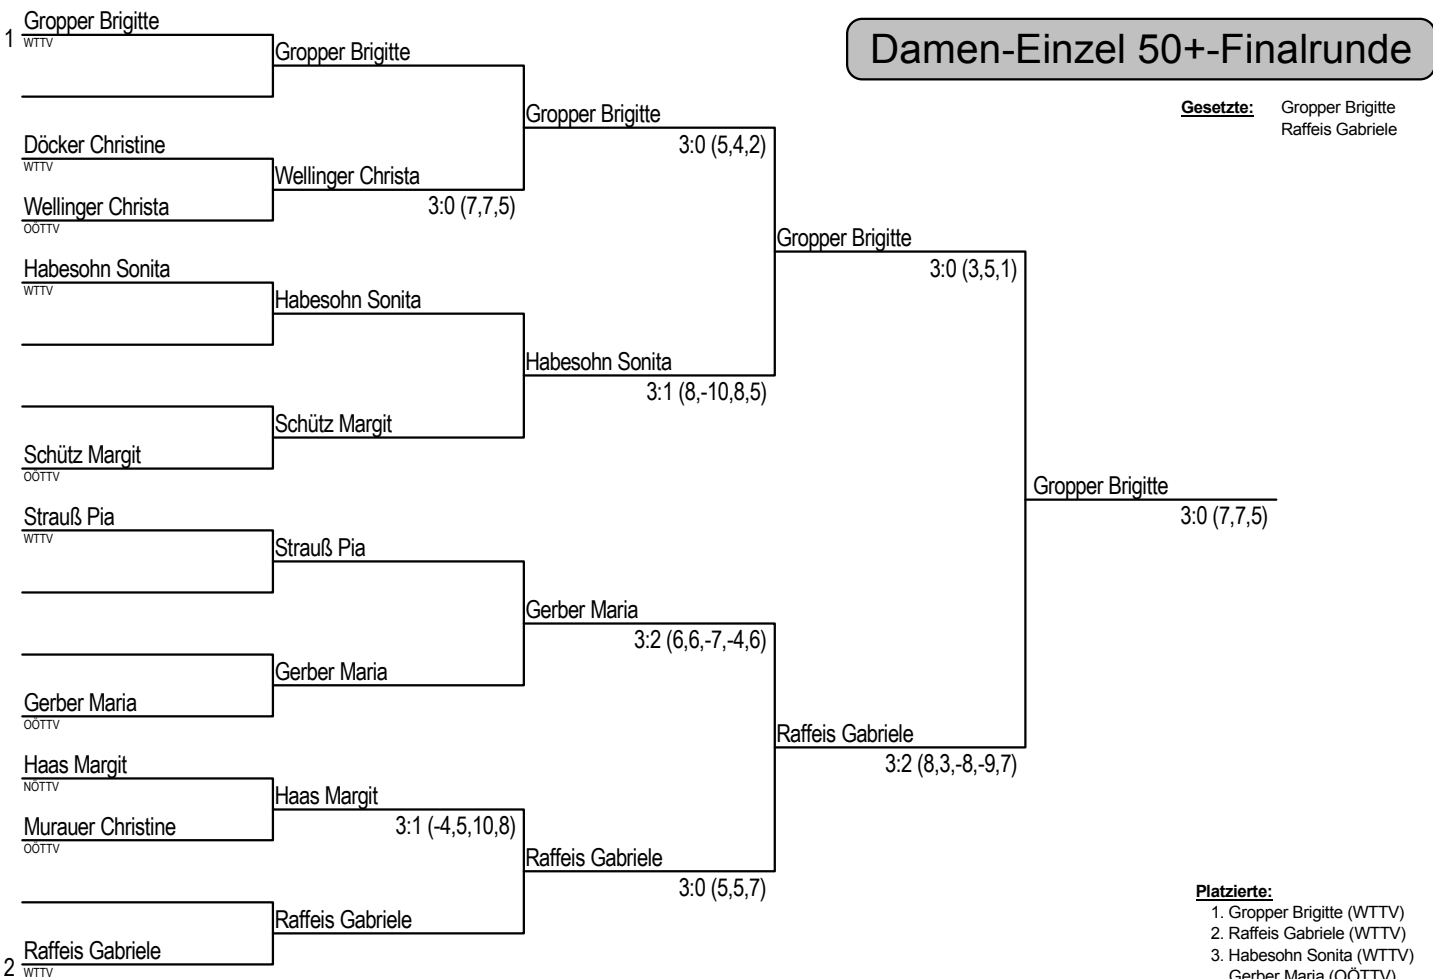 Damen-Einzel 50+-Finalrunde
Gesetzte: Gropper Brigitte
Raffeis Gabriele
1 Gropper Brigitte
WTTV
Döcker Christine
WTTV
Wellinger Christa
OÖTTV
Habesohn Sonita
WTTV
Schütz Margit
OÖTTV
Strauß Pia
WTTV
Gerber Maria
OÖTTV
Haas Margit
NÖTTV
Murauer Christine
OÖTTV
2 Raffeis Gabriele
WTTV
Gropper Brigitte
Wellinger Christa
3:0 (7,7,5)
Habesohn Sonita
Schütz Margit
Strauß Pia
Gerber Maria
Haas Margit
3:1 (-4,5,10,8)
Raffeis Gabriele
Gropper Brigitte
3:0 (5,4,2)
Habesohn Sonita
3:1 (8,-10,8,5)
Gerber Maria
3:2 (6,6,-7,-4,6)
Raffeis Gabriele
3:0 (5,5,7)
Gropper Brigitte
3:0 (3,5,1)
Raffeis Gabriele
3:2 (8,3,-8,-9,7)
Gropper Brigitte
3:0 (7,7,5)
Platzierte:
1. Gropper Brigitte (WTTV)
2. Raffeis Gabriele (WTTV)
3. Habesohn Sonita (WTTV)
Gerber Maria (OÖTTV)